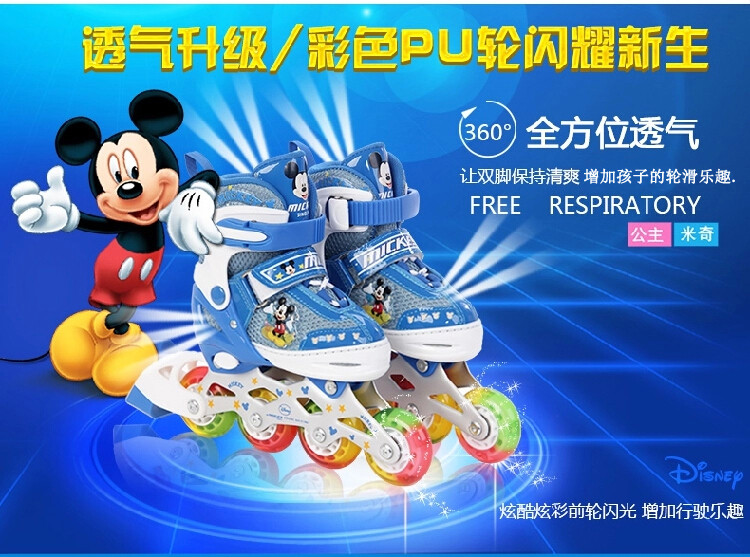 透气升级/彩色PU轮闪耀新生
360° 全方位透气
让双脚保持清爽 增加孩子的轮滑乐趣.
FREE RESPIRATORY
公主 米奇
MICKEY
DISNEY
炫酷炫彩前轮闪光 增加行驶乐趣